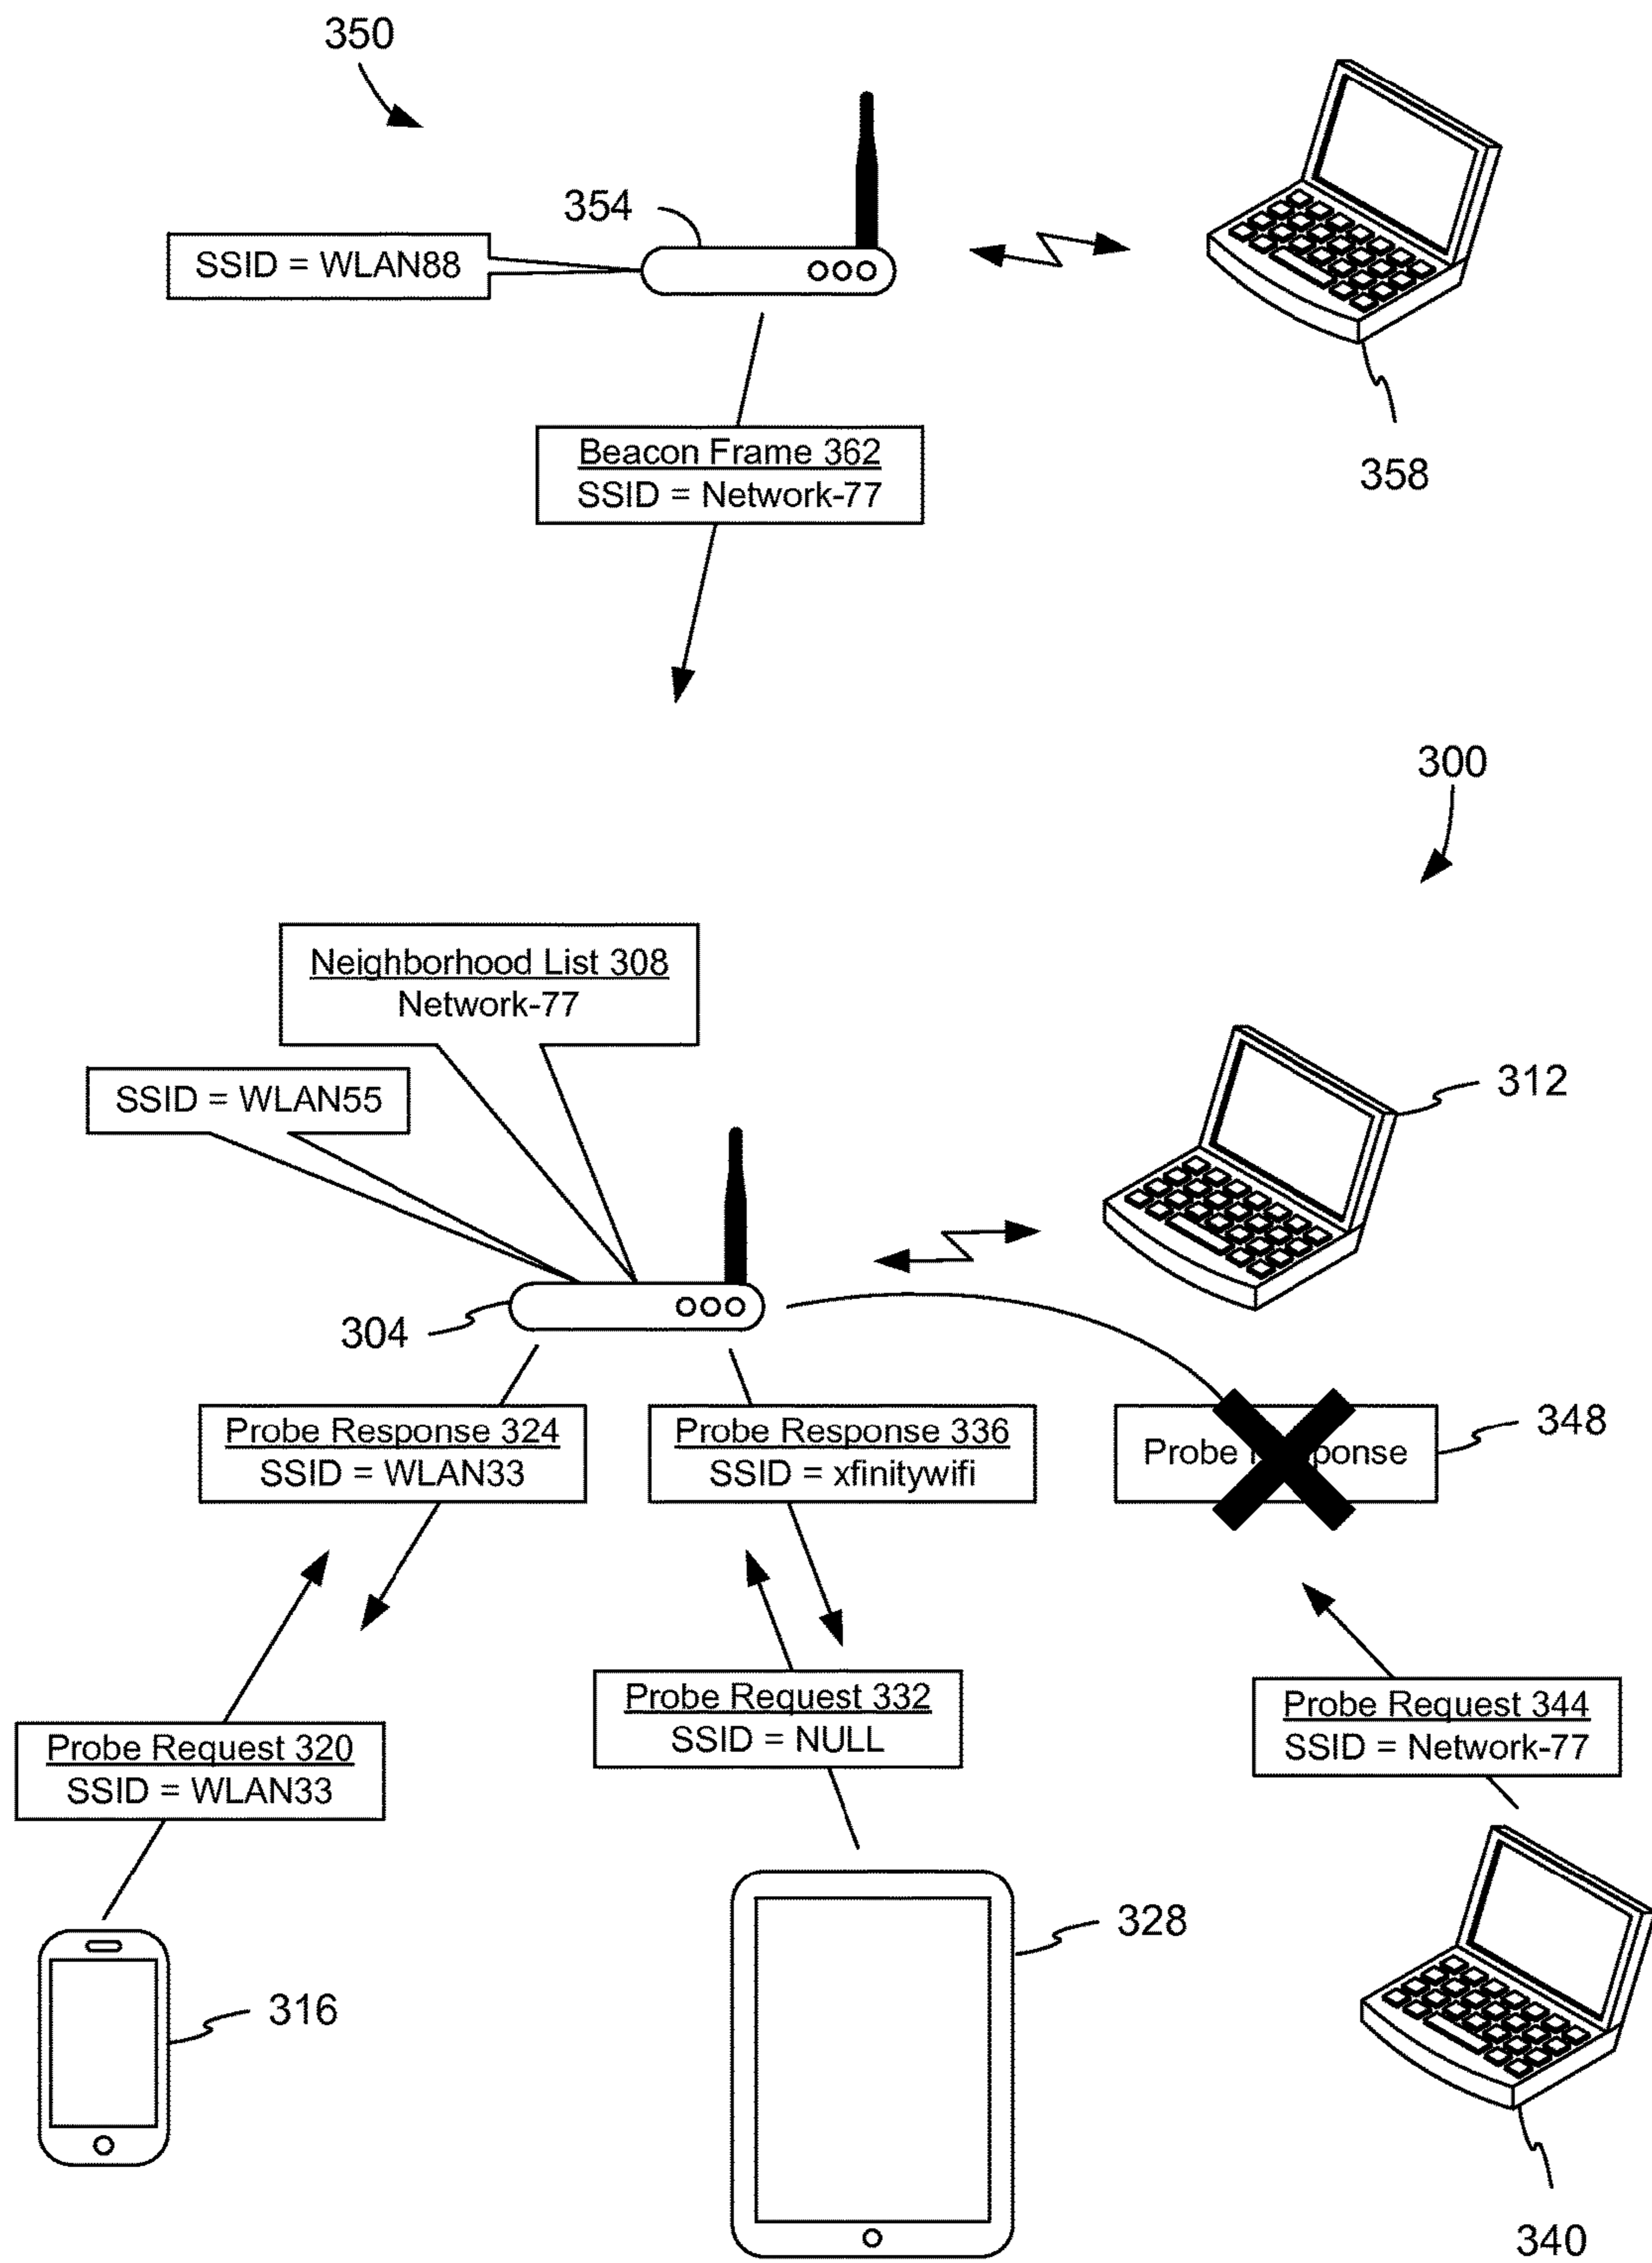 350
354
SSID = WLAN88
Beacon Frame 362
SSID = Network-77
358
300
Neighborhood List 308
Network-77
SSID = WLAN55
312
304
Probe Response 324
SSID = WLAN33
Probe Response 336
SSID = xfinitywifi
Probe ponse
348
Probe Request 332
SSID = NULL
Probe Request 344
SSID = Network-77
Probe Request 320
SSID = WLAN33
328
316
340